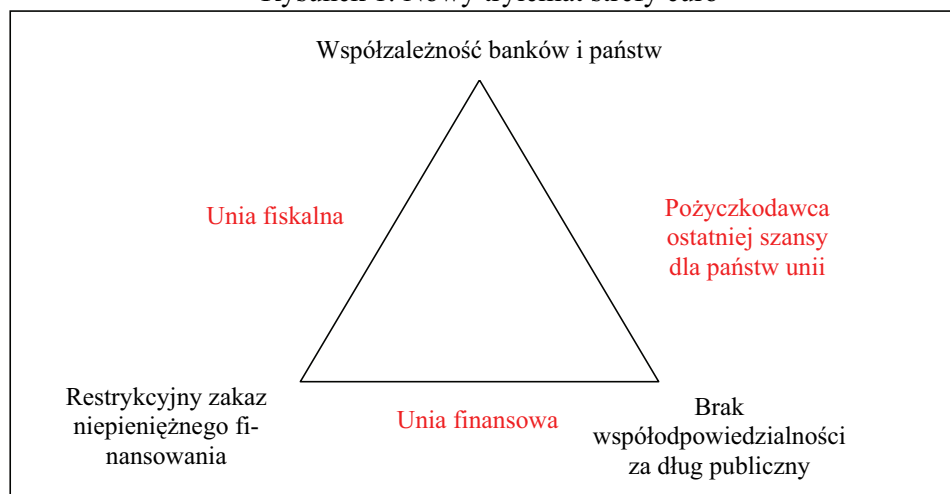 Współzależność banków i państw
Unia fiskalna
Pożyczkodawca
ostatniej szansy
dla państw unii
Restrykcyjny zakaz
niepieniężnego fi-
nansowania
Unia finansowa
Brak
współodpowiedzialności
za dług publiczny